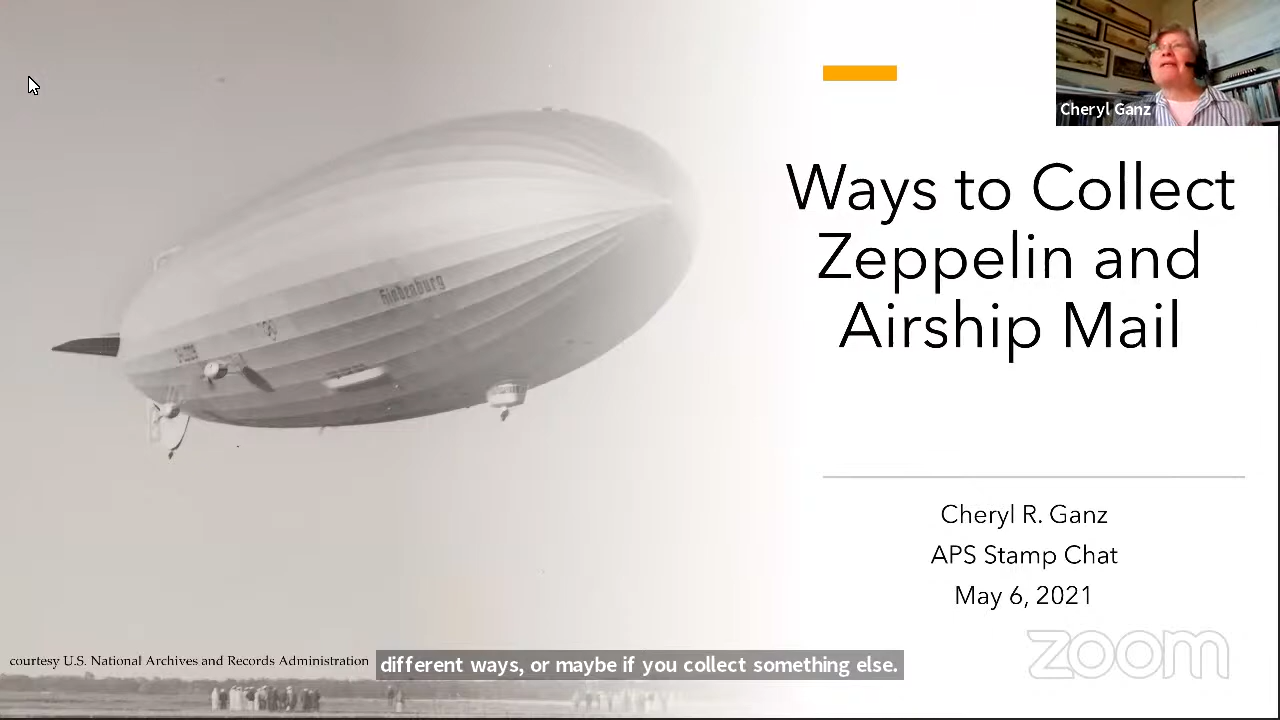 Cheryl Ganz
Ways to Collect
Zeppelin and
Airship Mail
Hindenburg
Cheryl R. Ganz
APS Stamp Chat
May 6, 2021
zoom
courtesy U.S. National Archives and Records Administration
different ways, or maybe if you collect something else.